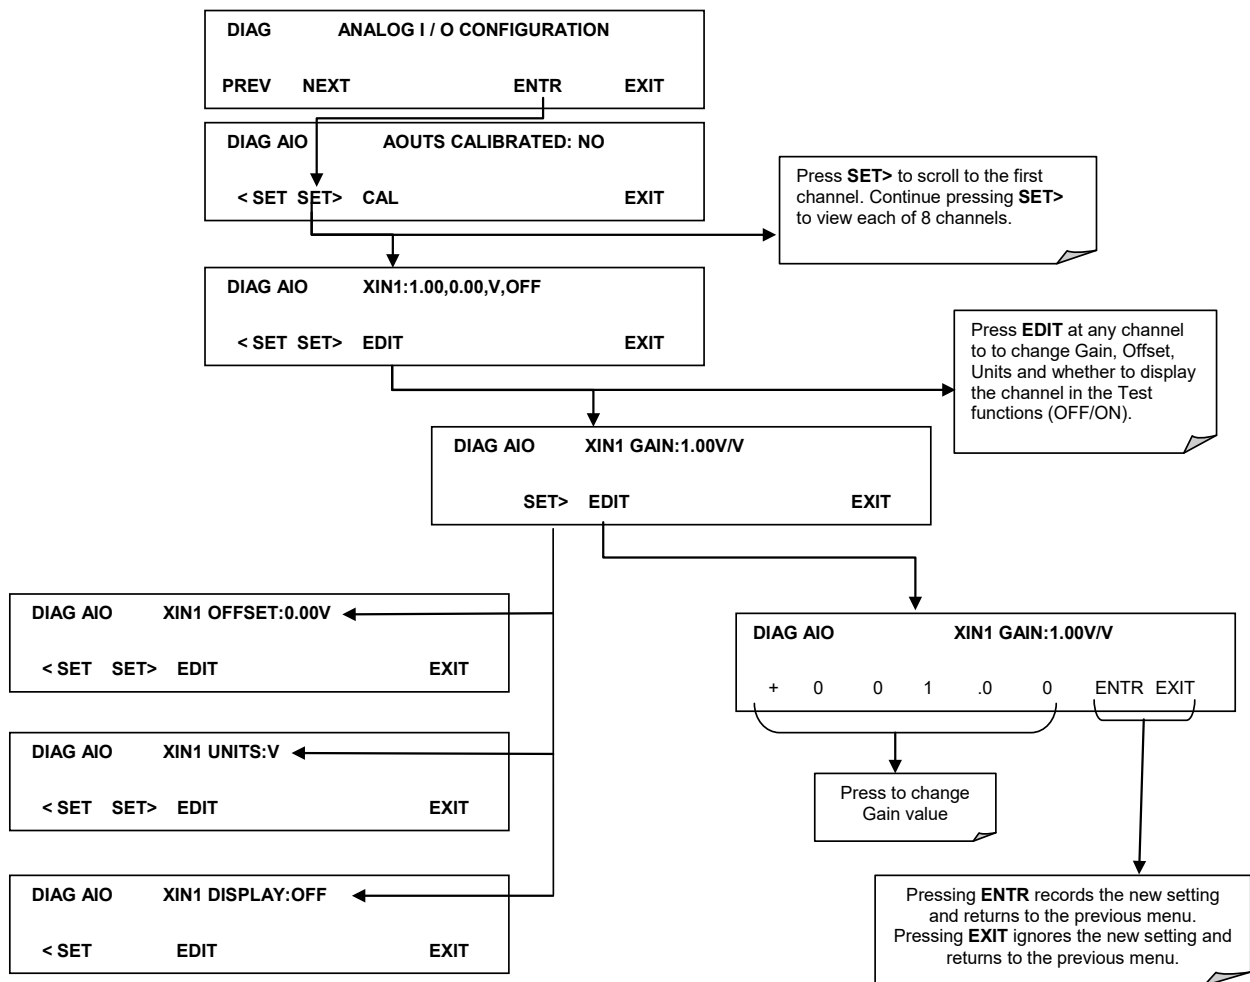 DIAG ANALOG I / O CONFIGURATION
PREV NEXT ENTR EXIT
DIAG AIO AOUTS CALIBRATED: NO
< SET SET> CAL EXIT
Press SET> to scroll to the first
channel. Continue pressing SET>
to view each of 8 channels.
DIAG AIO XIN1:1.00,0.00,V,OFF
< SET SET> EDIT EXIT
Press EDIT at any channel
to to change Gain, Offset,
Units and whether to display
the channel in the Test
functions (OFF/ON).
DIAG AIO XIN1 GAIN:1.00V/V
SET> EDIT EXIT
DIAG AIO XIN1 OFFSET:0.00V
< SET SET> EDIT EXIT
DIAG AIO XIN1 GAIN:1.00V/V
+ 0 0 1 .0 0 ENTR EXIT
DIAG AIO XIN1 UNITS:V
< SET SET> EDIT EXIT
Press to change
Gain value
DIAG AIO XIN1 DISPLAY:OFF
< SET EDIT EXIT
Pressing ENTR records the new setting
and returns to the previous menu.
Pressing EXIT ignores the new setting and
returns to the previous menu.